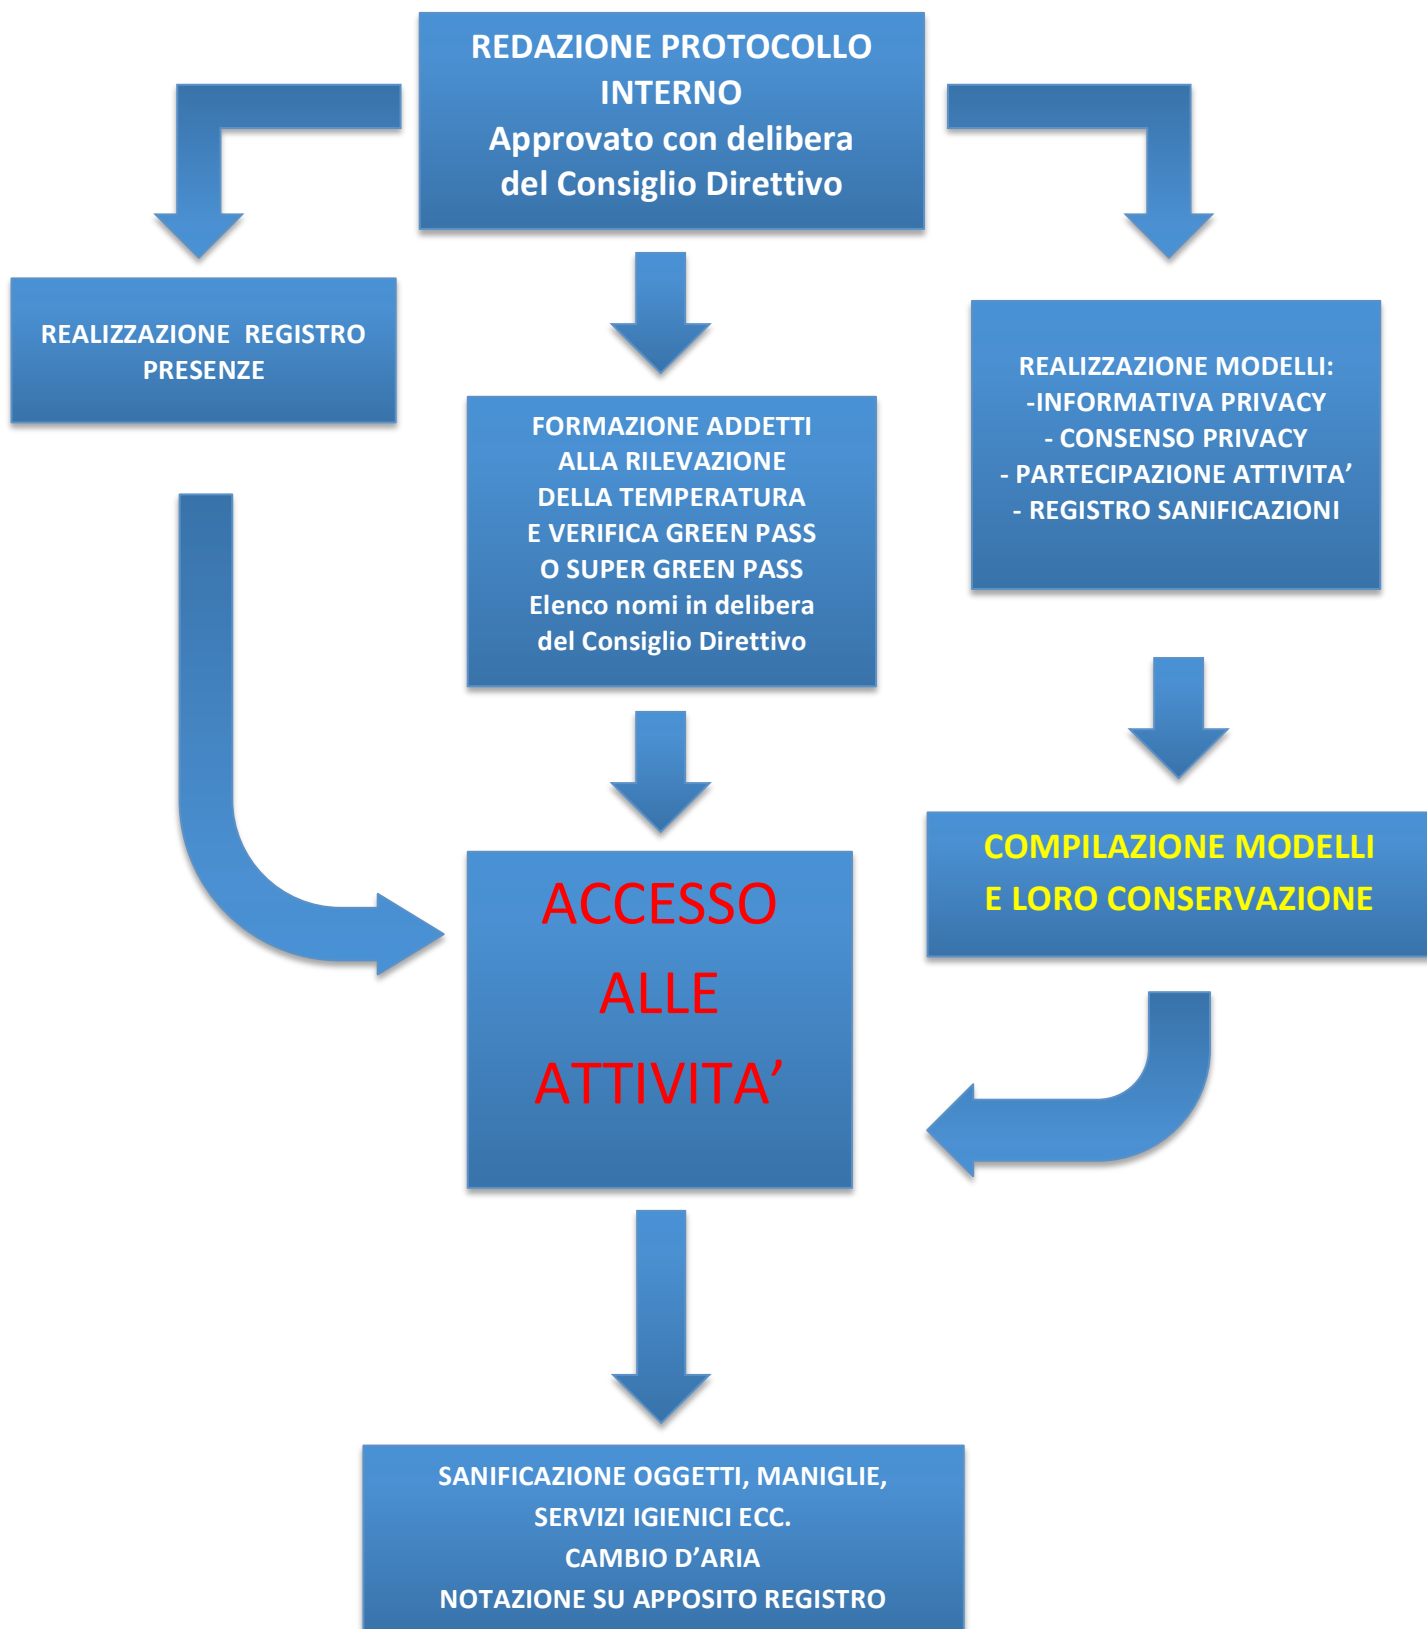 REDAZIONE PROTOCOLLO
INTERNO
Approvato con delibera
del Consiglio Direttivo
REALIZZAZIONE  REGISTRO
PRESENZE
FORMAZIONE ADDETTI
ALLA RILEVAZIONE
DELLA TEMPERATURA
E VERIFICA GREEN PASS
O SUPER GREEN PASS
Elenco nomi in delibera
del Consiglio Direttivo
REALIZZAZIONE MODELLI:
-INFORMATIVA PRIVACY
- CONSENSO PRIVACY
- PARTECIPAZIONE ATTIVITA’
- REGISTRO SANIFICAZIONI
COMPILAZIONE MODELLI
E LORO CONSERVAZIONE
ACCESSO
ALLE
ATTIVITA’
SANIFICAZIONE OGGETTI, MANIGLIE,
SERVIZI IGIENICI ECC.
CAMBIO D’ARIA
NOTAZIONE SU APPOSITO REGISTRO